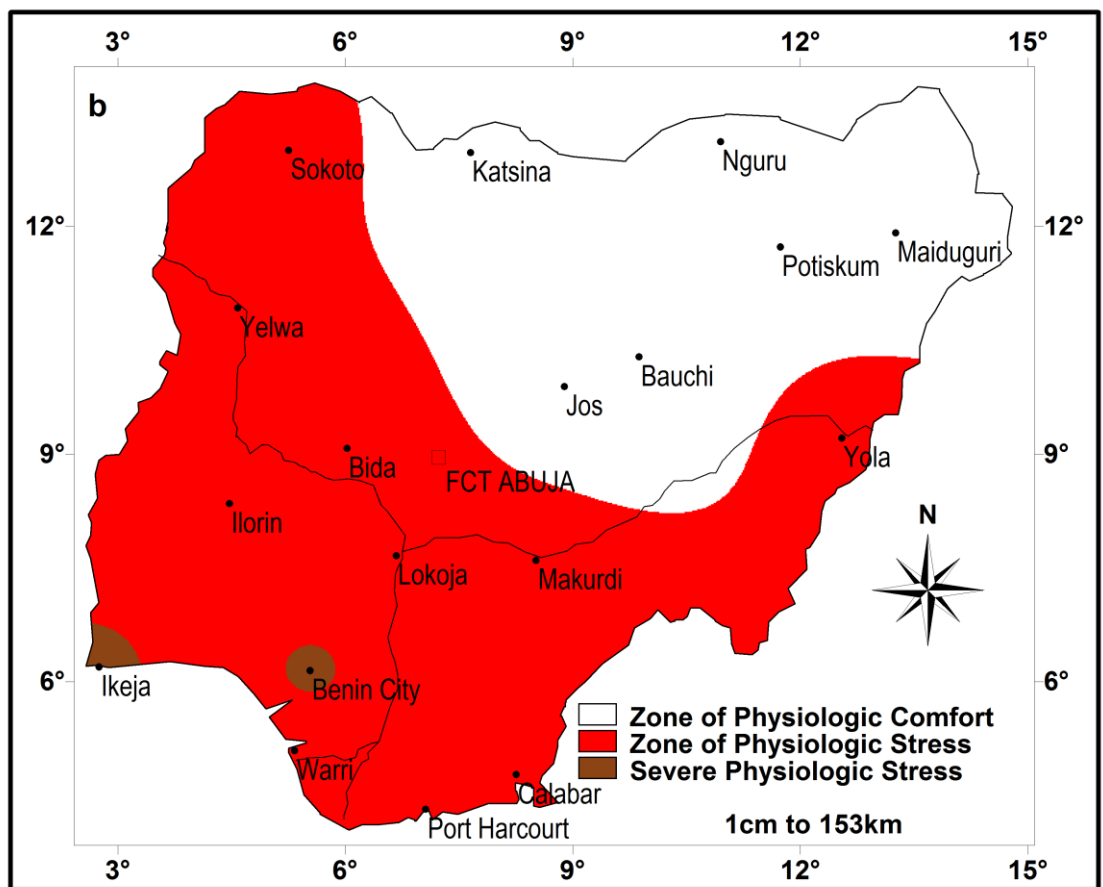 3° 6° 9° 12° 15°
b
Sokoto
Katsina
Nguru
12° 12°
Maiduguri
Potiskum
Yelwa
Bauchi
Jos
9° 9°
Bida
FCT ABUJA
Yola
Ilorin
N
Lokoja
Makurdi
6° 6°
Ikeja
Benin City
Zone of Physiologic Comfort
Zone of Physiologic Stress
Severe Physiologic Stress
Warri
Calabar
Port Harcourt
1cm to 153km
3° 6° 9° 12° 15°